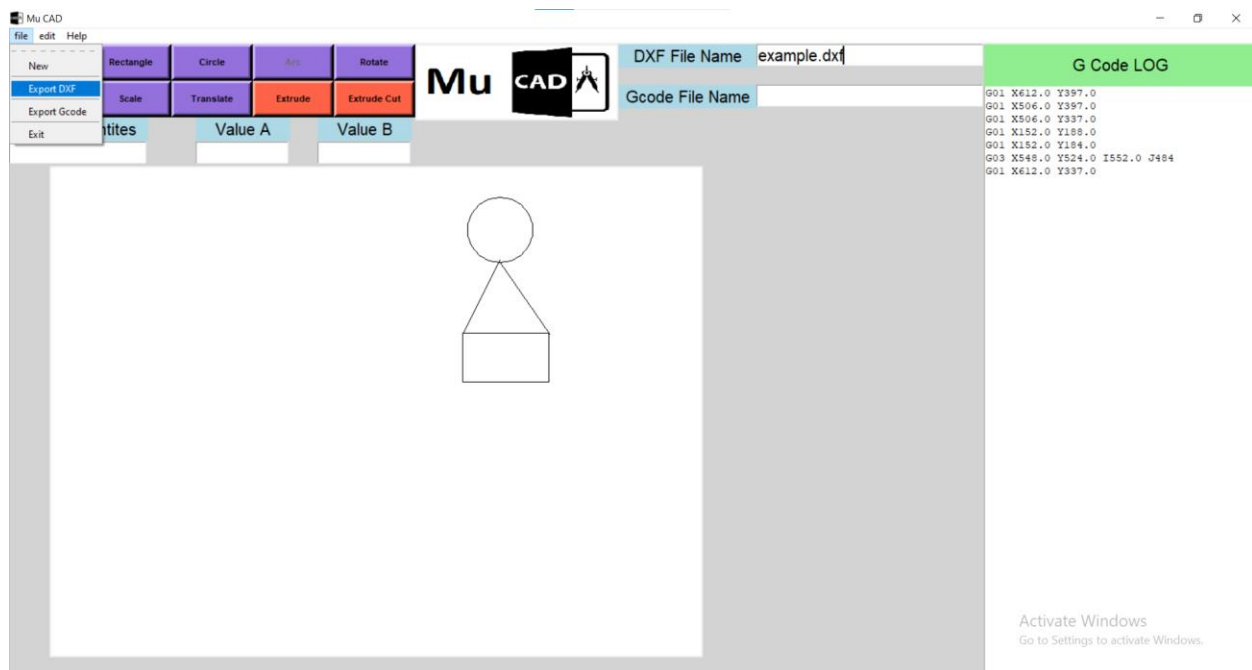 Mu CAD
file edit Help
New
Export DXF
Export Gcode
Exit
Rectangle Circle Arc Rotate
Scale Translate Extrude Extrude Cut
Mu CAD
DXF File Name example.dxf
Gcode File Name
ntites Value A Value B
G Code LOG
G01 X612.0 Y397.0
G01 X506.0 Y397.0
G01 X506.0 Y337.0
G01 X152.0 Y188.0
G01 X152.0 Y184.0
G03 X548.0 Y524.0 I552.0 J484
G01 X612.0 Y337.0
Activate Windows
Go to Settings to activate Windows.